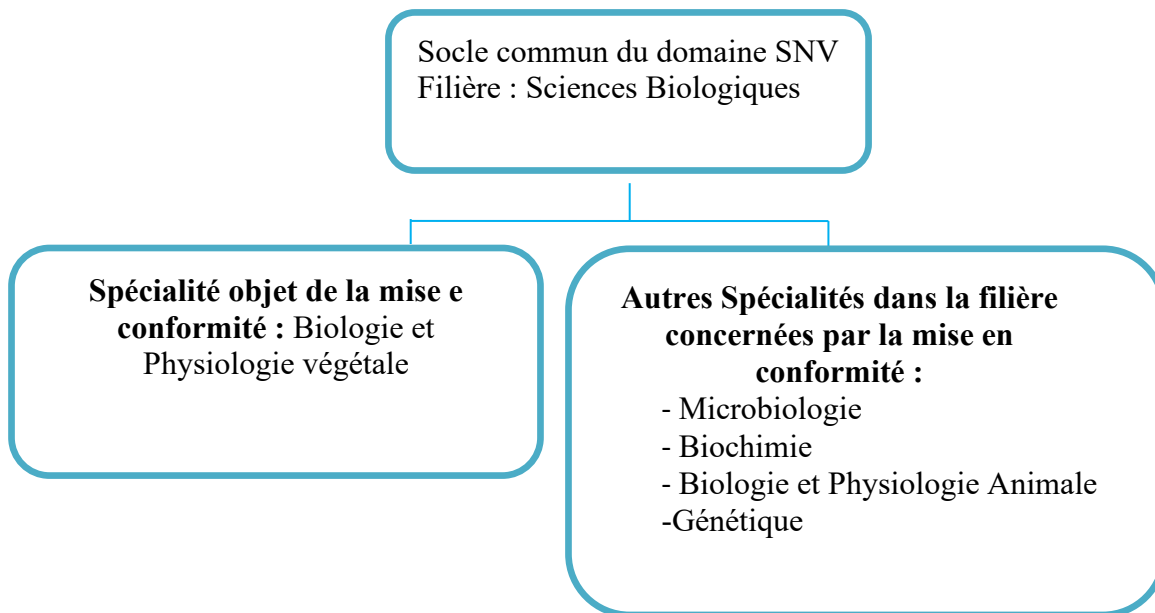 Socle commun du domaine SNV
Filière : Sciences Biologiques
Spécialité objet de la mise e
conformité : Biologie et
Physiologie végétale
Autres Spécialités dans la filière
concernées par la mise en
conformité :
- Microbiologie
- Biochimie
- Biologie et Physiologie Animale
-Génétique